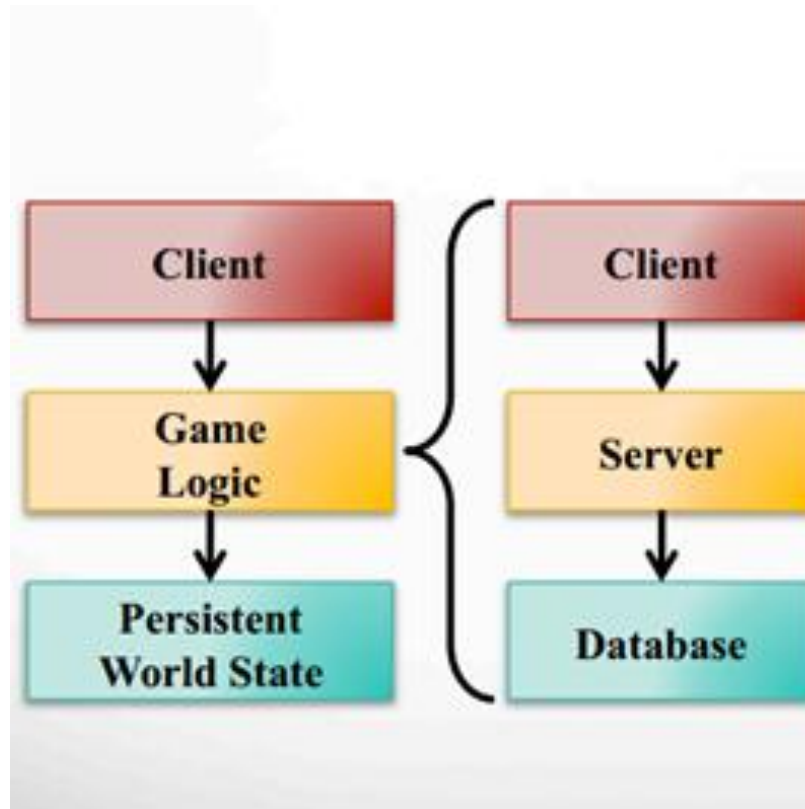 Client
Game
Logic
Persistent
World State
Client
Server
Database